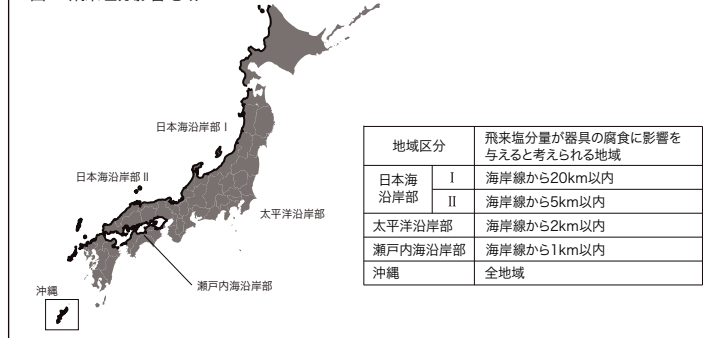 日本海沿岸部 I
日本海沿岸部 II
太平洋沿岸部
瀬戸内海沿岸部
沖縄
地域区分
飛来塩分量が器具の腐食に影響を
与えると考えられる地域
日本海
沿岸部
I
海岸線から20km以内
II
海岸線から5km以内
太平洋沿岸部
海岸線から2km以内
瀬戸内海沿岸部
海岸線から1km以内
沖縄
全地域